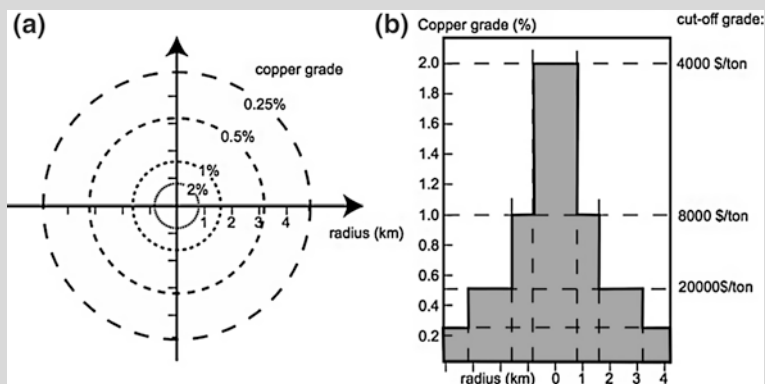 (a)
copper grade
0.25%
0.5%
1%
2%
1 2 3 4
radius (km)
(b)
Copper grade (%)
cut-off grade:
2.0
4000 $/ton
1.8
1.6
1.4
1.2
1.0
8000 $/ton
0.8
0.6
20000$/ton
0.4
0.2
radius (km) 0 1 2 3 4